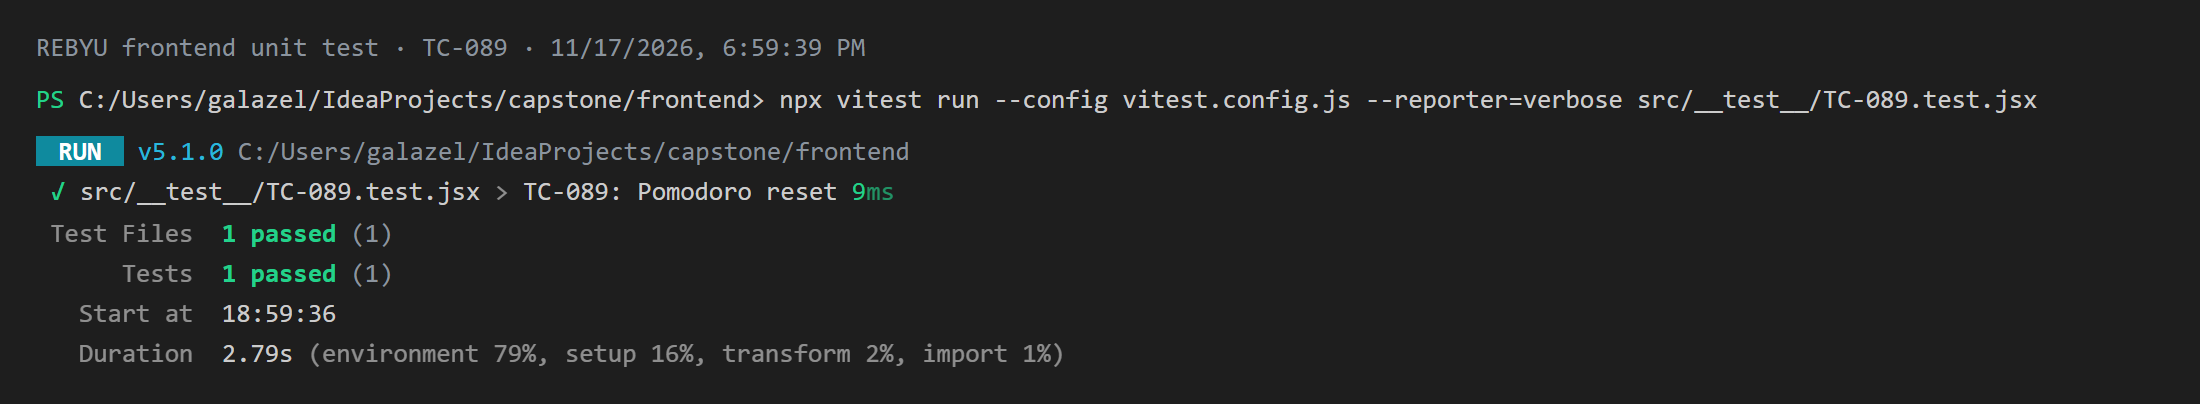 REBYU frontend unit test · TC-089 · 11/17/2026, 6:59:39 PM
PS C:/Users/galazel/IdeaProjects/capstone/frontend> npx vitest run --config vitest.config.js --reporter=verbose src/__test__/TC-089.test.jsx
RUN v5.1.0 C:/Users/galazel/IdeaProjects/capstone/frontend
√ src/__test__/TC-089.test.jsx > TC-089: Pomodoro reset 9ms
Test Files 1 passed (1)
Tests 1 passed (1)
Start at 18:59:36
Duration 2.79s (environment 79%, setup 16%, transform 2%, import 1%)